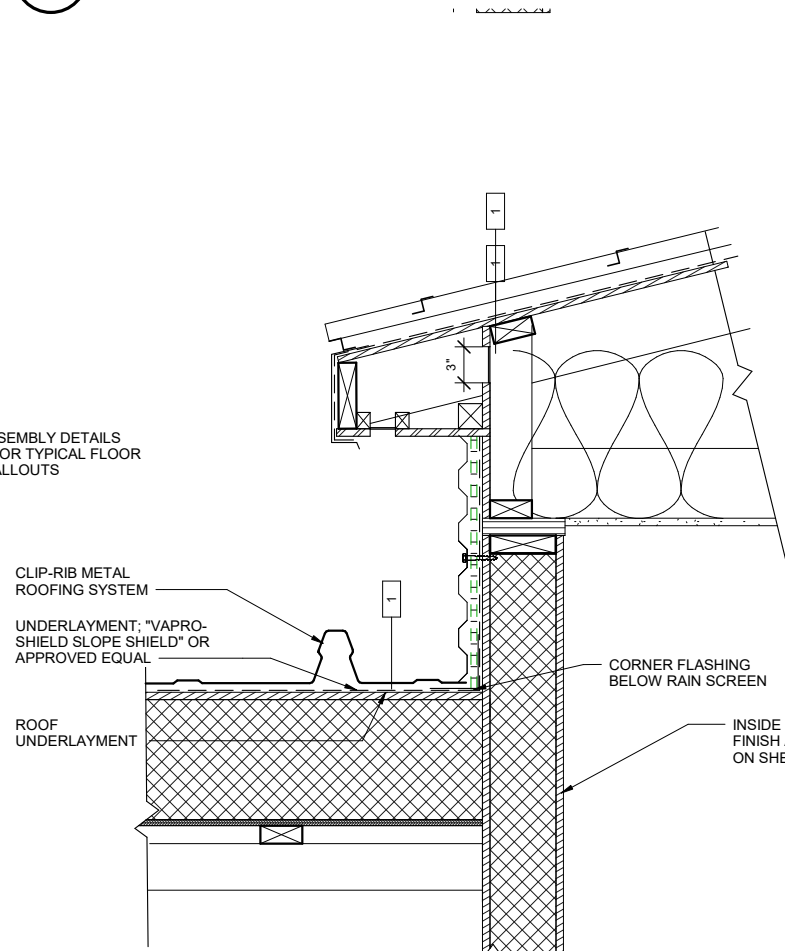 1
1
3"
SEMBLY DETAILS
OR TYPICAL FLOOR
ALLOUTS
CLIP-RIB METAL
ROOFING SYSTEM
1
UNDERLAYMENT; "VAPRO-
SHIELD SLOPE SHIELD" OR
APPROVED EQUAL
CORNER FLASHING
BELOW RAIN SCREEN
ROOF
UNDERLAYMENT
INSIDE
FINISH
ON SHE